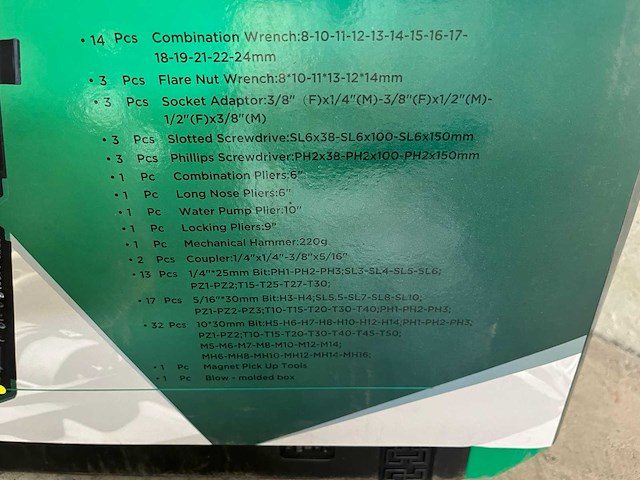 • 14 Pcs Combination Wrench:8-10-11-12-13-14-15-16-17-
18-19-21-22-24mm
• 3 Pcs Flare Nut Wrench:8*10-11*13-12*14mm
• 3 Pcs Socket Adaptor:3/8" (F)x1/4"(M)-3/8"(F)x1/2"(M)-
1/2"(F)x3/8"(M)
• 3 Pcs Slotted Screwdrive:SL6x38-SL6x100-SL6x150mm
• 3 Pcs Phillips Screwdriver:PH2x38-PH2x100-PH2x150mm
• 1 Pc Combination Pliers:6"
• 1 Pc Long Nose Pliers:6"
• 1 Pc Water Pump Plier:10"
• 1 Pc Locking Pliers:9"
• 1 Pc Mechanical Hammer:220g
• 2 Pcs Coupler:1/4"x1/4"-3/8"x5/16"
• 13 Pcs 1/4"*25mm Bit:PH1-PH2-PH3;SL3-SL4-SL5-SL6;
PZ1-PZ2;T15-T25-T27-T30;
• 17 Pcs 5/16"*30mm Bit:H3-H4;SL5.5-SL7-SL8-SL10;
PZ1-PZ2-PZ3;T10-T15-T20-T30-T40;PH1-PH2-PH3;
• 32 Pcs 10*30mm Bit:H5-H6-H7-H8-H10-H12-H14;PH1-PH2-PH3;
PZ1-PZ2;T10-T15-T20-T30-T40-T45-T50;
M5-M6-M7-M8-M10-M12-M14;
MH6-MH8-MH10-MH12-MH14-MH16;
• 1 Pc Magnet Pick Up Tools
• 1 Pc Blow - molded box